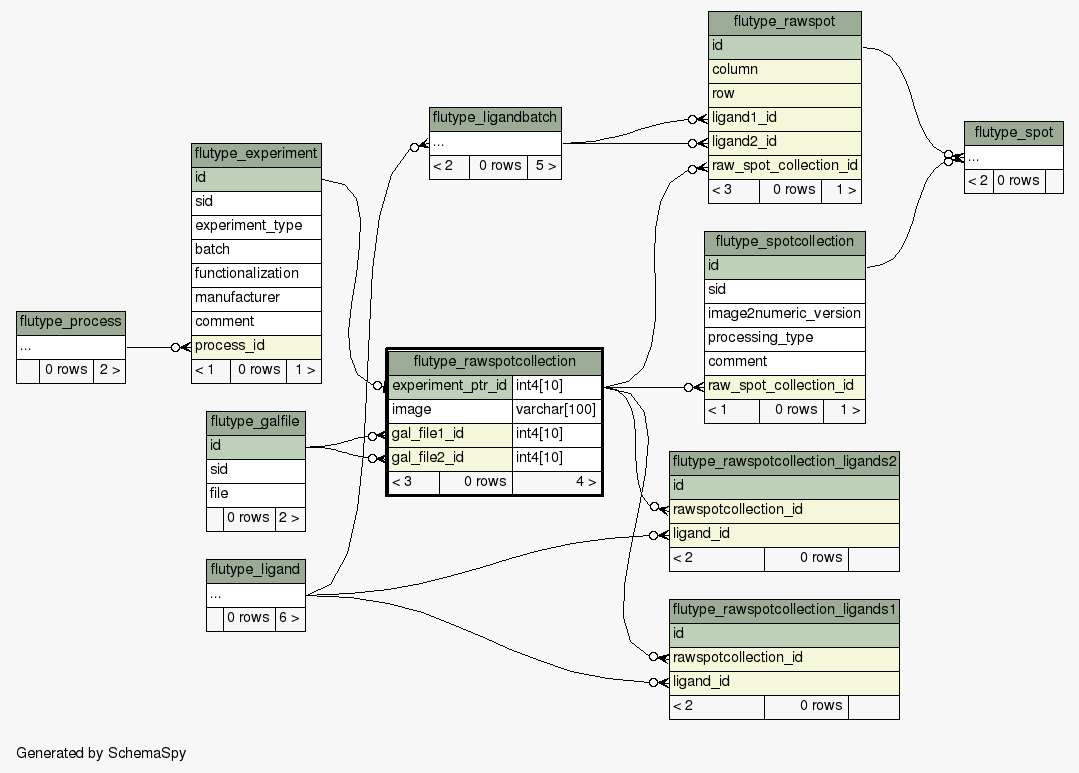 flutype_rawspot
id
column
row
ligand1_id
ligand2_id
raw_spot_collection_id
< 3 0 rows 1 >
flutype_ligandbatch
...
< 2 0 rows 5 >
flutype_spot
...
< 2 0 rows
flutype_experiment
id
sid
experiment_type
batch
functionalization
manufacturer
comment
process_id
< 1 0 rows 1 >
flutype_spotcollection
id
sid
image2numeric_version
processing_type
comment
raw_spot_collection_id
< 1 0 rows 1 >
flutype_process
...
0 rows 2 >
flutype_rawspotcollection
experiment_ptr_id int4[10]
image varchar[100]
gal_file1_id int4[10]
gal_file2_id int4[10]
< 3 0 rows 4 >
flutype_galfile
id
sid
file
0 rows 2 >
flutype_rawspotcollection_ligands2
id
rawspotcollection_id
ligand_id
< 2 0 rows
flutype_ligand
...
0 rows 6 >
flutype_rawspotcollection_ligands1
id
rawspotcollection_id
ligand_id
< 2 0 rows
Generated by SchemaSpy